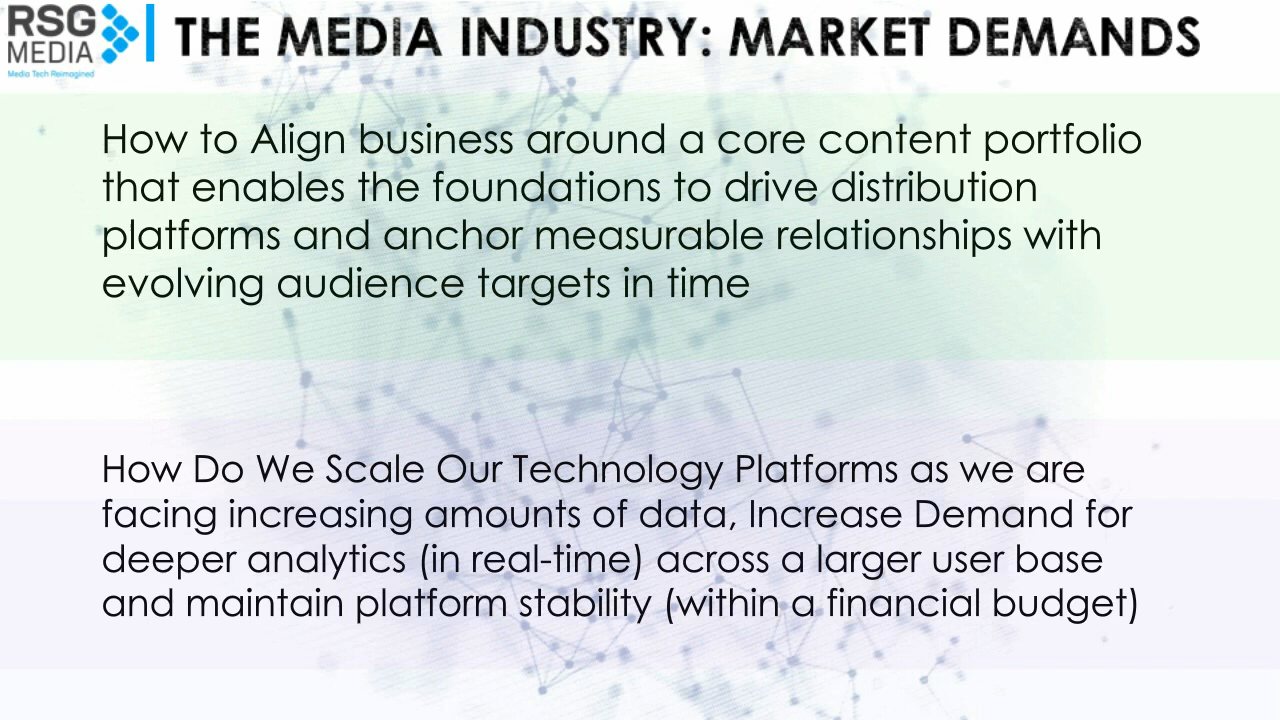 RSG
MEDIA
Media Tech Reimagined
THE MEDIA INDUSTRY: MARKET DEMANDS
How to Align business around a core content portfolio
that enables the foundations to drive distribution
platforms and anchor measurable relationships with
evolving audience targets in time
How Do We Scale Our Technology Platforms as we are
facing increasing amounts of data, Increase Demand for
deeper analytics (in real-time) across a larger user base
and maintain platform stability (within a financial budget)